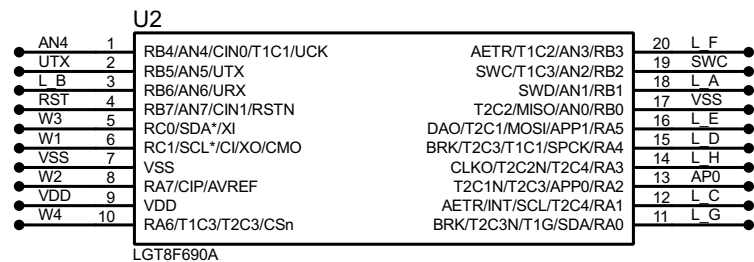 U2
AN4 1 RB4/AN4/CIN0/T1C1/UCK AETR/T1C2/AN3/RB3 20 L_F
UTX 2 RB5/AN5/UTX SWC/T1C3/AN2/RB2 19 SWC
L_B 3 RB6/AN6/URX SWD/AN1/RB1 18 L_A
RST 4 RB7/AN7/CIN1/RSTN T2C2/MISO/AN0/RB0 17 VSS
W3 5 RC0/SDA*/XI DAO/T2C1/MOSI/APP1/RA5 16 L_E
W1 6 RC1/SCL*/CI/XO/CMO BRK/T2C3/T1C1/SPCK/RA4 15 L_D
VSS 7 VSS CLKO/T2C2N/T2C4/RA3 14 L_H
W2 8 RA7/CIP/AVREF T2C1N/T2C3/APP0/RA2 13 AP0
VDD 9 VDD AETR/INT/SCL/T2C4/RA1 12 L_C
W4 10 RA6/T1C3/T2C3/CSn BRK/T2C3N/T1G/SDA/RA0 11 L_G
LGT8F690A